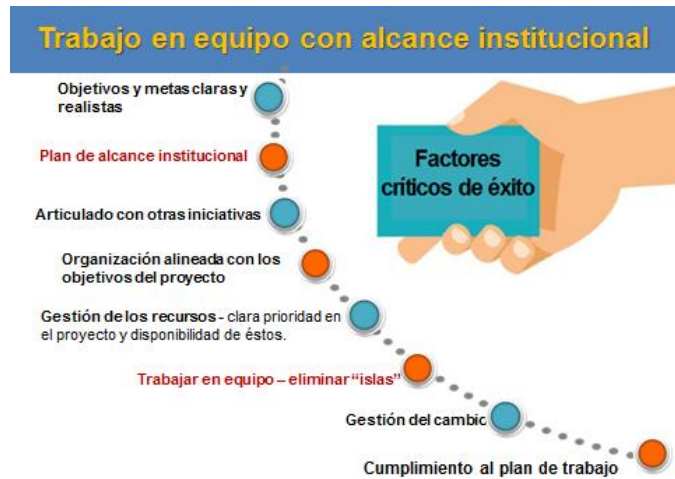 Trabajo en equipo con alcance institucional
Objetivos y metas claras y
realistas
Plan de alcance institucional
Factores
críticos de éxito
Articulado con otras iniciativas
Organización alineada con los
objetivos del proyecto
Gestión de los recursos - clara prioridad en
el proyecto y disponibilidad de éstos.
Trabajar en equipo – eliminar “islas”
Gestión del cambio
Cumplimiento al plan de trabajo